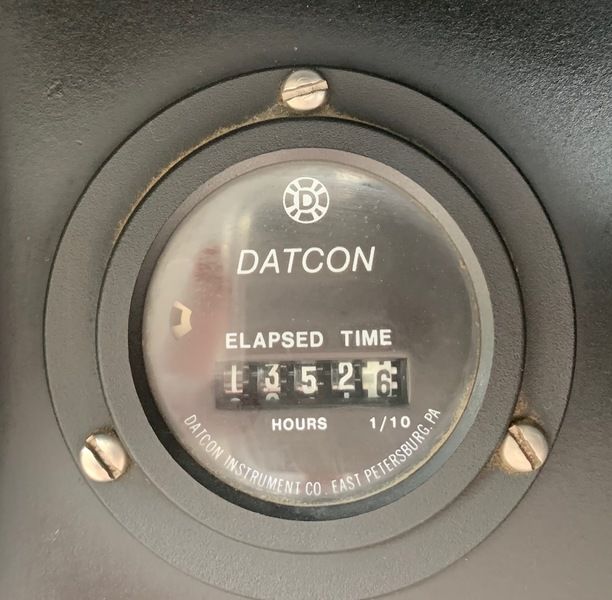 D
DATCON
ELAPSED TIME
13526
HOURS 1/10
DATCON INSTRUMENT CO. EAST PETERSBURG, PA